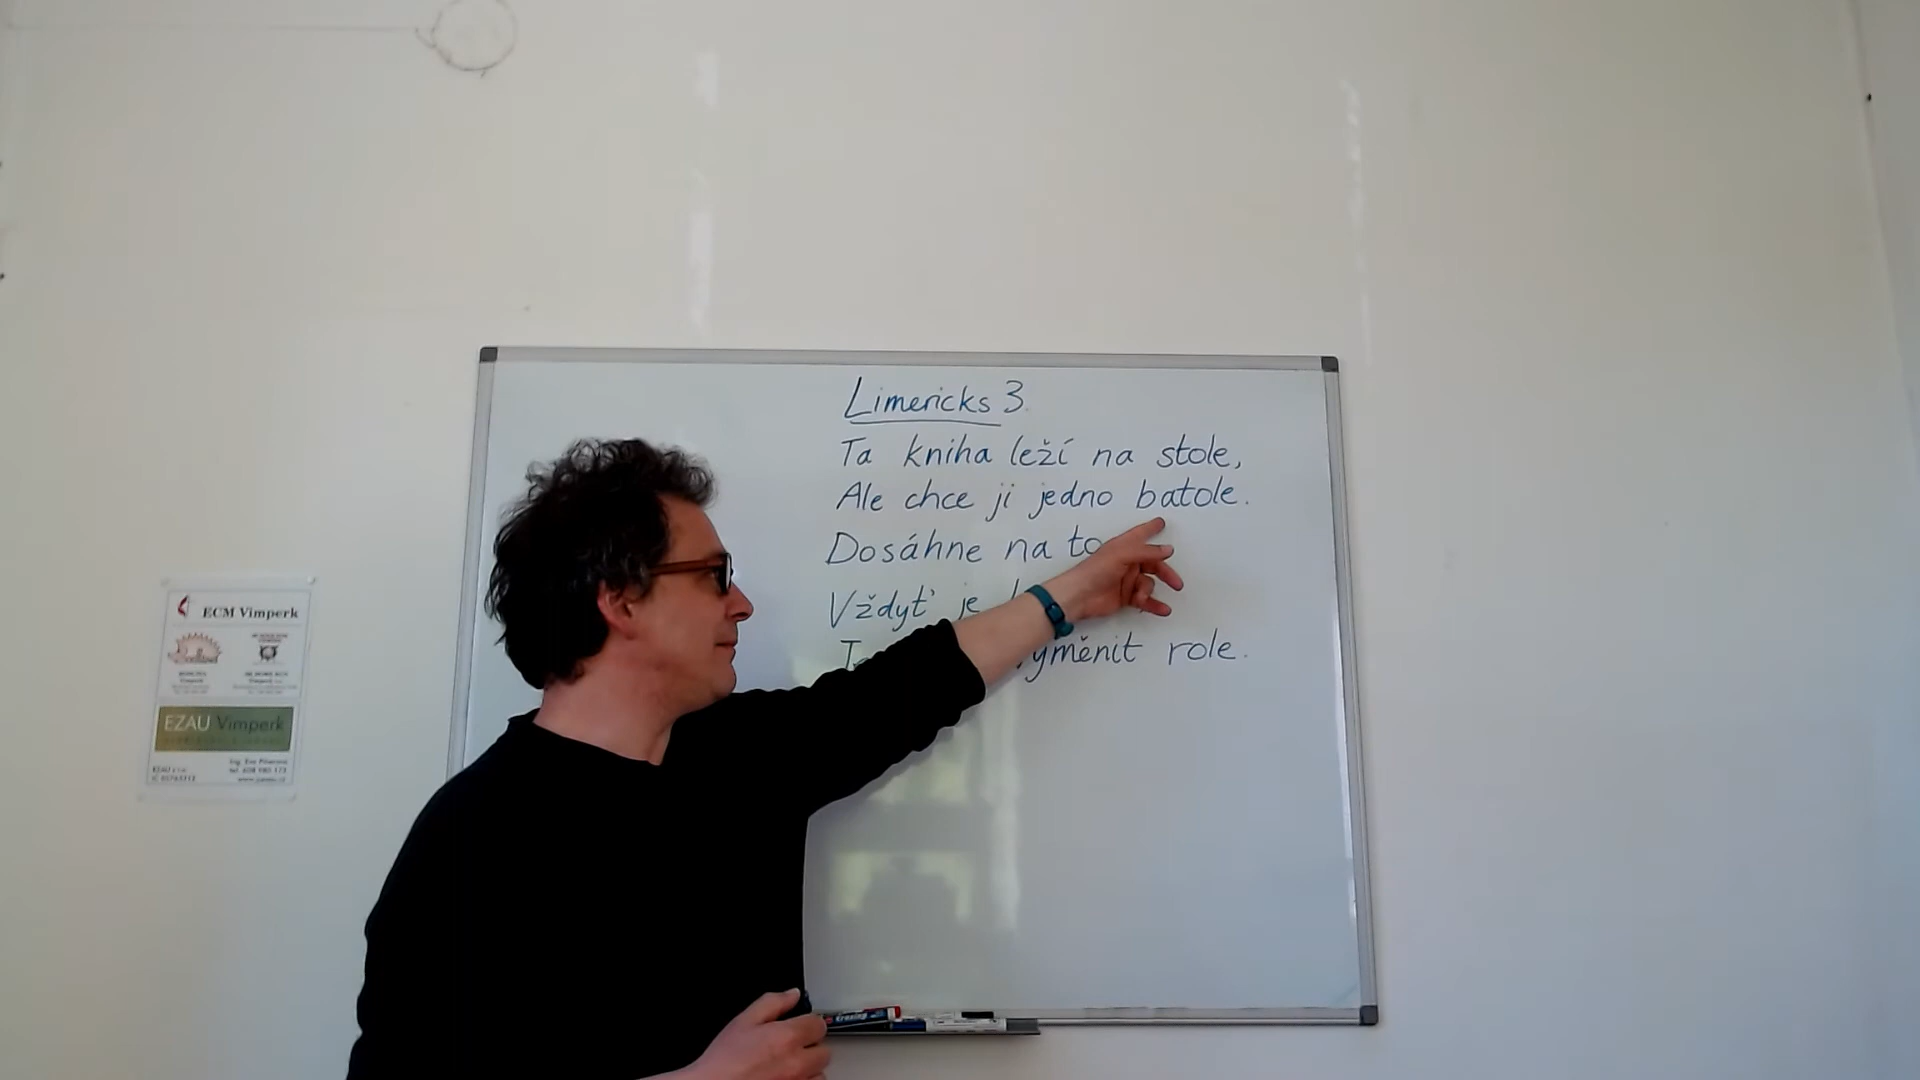 Limericks 3.
Ta kniha leží na stole,
Ale chce ji jedno batole.
Dosáhne na to
Vždyť je
vyměnit role.
ECM Vimperk
EZAU Vimperk